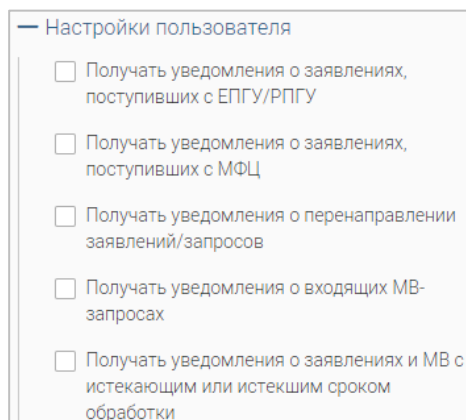 — Настройки пользователя
Получать уведомления о заявлениях,
поступивших с ЕПГУ/РПГУ
Получать уведомления о заявлениях,
поступивших с МФЦ
Получать уведомления о перенаправлении
заявлений/запросов
Получать уведомления о входящих МВ-
запросах
Получать уведомления о заявлениях и МВ с
истекающим или истекшим сроком
обработки